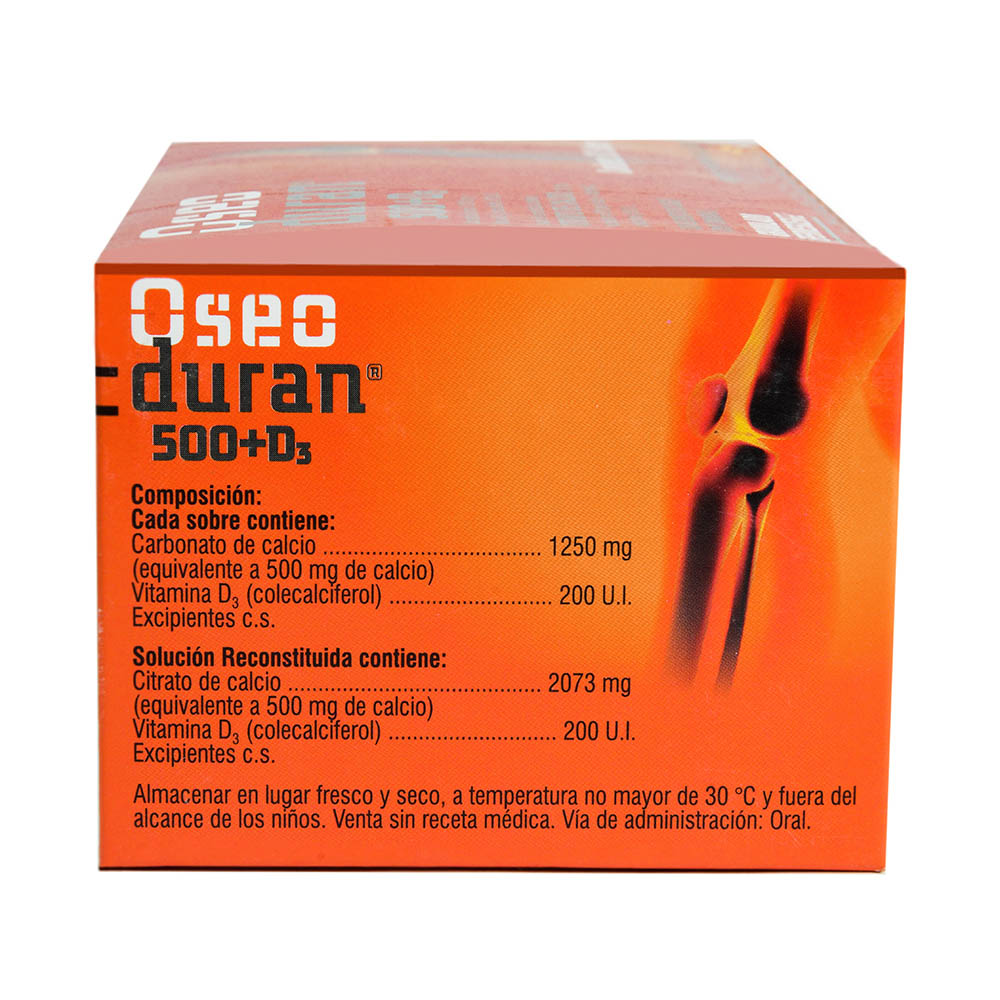 Oseo
duran
Oseo
duran®
500+D₃
Composición:
Cada sobre contiene:
Carbonato de calcio .................................. 1250 mg
(equivalente a 500 mg de calcio)
Vitamina D₃ (colecalciferol) ......................... 200 U.I.
Excipientes c.s.
Solución Reconstituida contiene:
Citrato de calcio ....................................... 2073 mg
(equivalente a 500 mg de calcio)
Vitamina D₃ (colecalciferol) ...................... 200 U.I.
Excipientes c.s.
Almacenar en lugar fresco y seco, a temperatura no mayor de 30 °C y fuera del
alcance de los niños. Venta sin receta médica. Vía de administración: Oral.